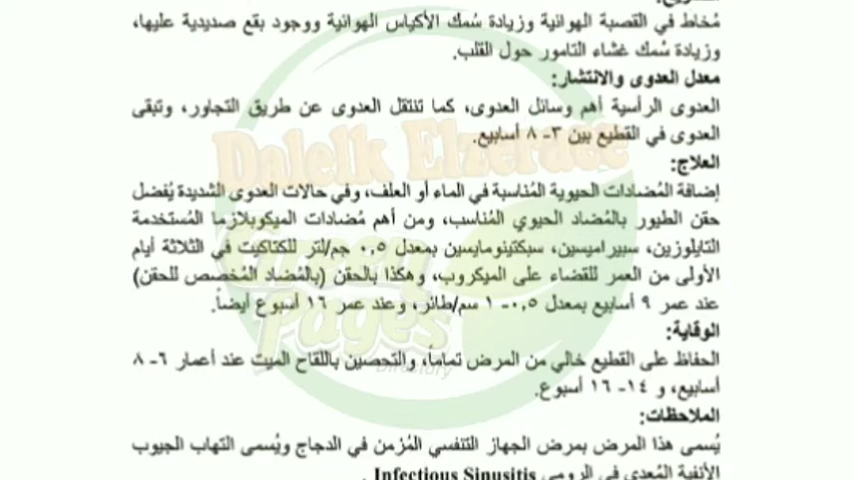 مُخاط في القصبة الهوائية وزيادة سُمك الأكياس الهوائية ووجود بقع صديدية عليها،
وزيادة سُمك غشاء التامور حول القلب.
معدل العدوى والانتشار:
العدوى الرأسية أهم وسائل العدوى، كما تنتقل العدوى عن طريق التجاور، وتبقى
العدوى في القطيع بين ٣- ٨ أسابيع.
العلاج:
إضافة المُضادات الحيوية المُناسبة في الماء أو العلف، وفي حالات العدوى الشديدة يُفضل
حقن الطيور بالمُضاد الحيوي المُناسب، ومن أهم مُضادات الميكوبلازما المُستخدمة
التايلوزين، سبيراميسين، سبكتينومايسين بمعدل ٠,٥ جم/لتر للكتاكيت في الثلاثة أيام
الأولى من العمر للقضاء على الميكروب، وهكذا بالحقن (بالمُضاد المُخصص للحقن)
عند عمر ٩ أسابيع بمعدل ٠,٥- ١ سم/طائر، وعند عمر ١٦ أسبوع أيضاً.
الوقاية:
الحفاظ على القطيع خالي من المرض تماماً، والتحصين باللقاح الميت عند أعمار ٦- ٨
أسابيع، و ١٤- ١٦ أسبوع.
الملاحظات:
يُسمى هذا المرض بمرض الجهاز التنفسي المُزمن في الدجاج ويُسمى التهاب الجيوب
الأنفية المُعدي في الرومي Infectious Sinusitis .
Dalelk Elzeraee
Green
Pages
Directory